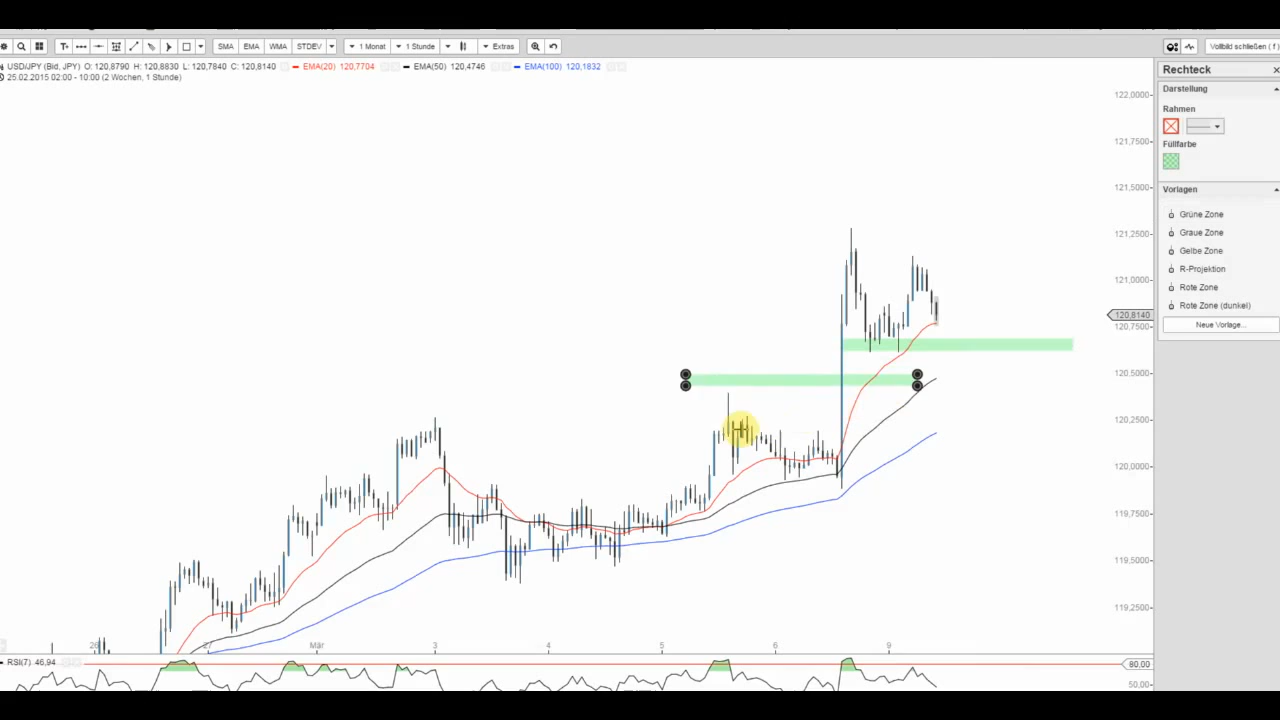 SMA EMA WMA STDEV 1 Monat 1 Stunde Extras Vollbild schließen ( f )
USD/JPY (Bid, JPY) O: 120,8790 H: 120,8830 L: 120,7840 C: 120,8140 EMA(20) 120,7704 EMA(50) 120,4746 EMA(100) 120,1832
25.02.2015 02:00 - 10:00 (2 Wochen, 1 Stunde)
Rechteck
Darstellung
Rahmen
Füllfarbe
Vorlagen
Grüne Zone
Graue Zone
Gelbe Zone
R-Projektion
Rote Zone
Rote Zone (dunkel)
Neue Vorlage...
122,0000
121,7500
121,5000
121,2500
121,0000
120,8140
120,7500
120,5000
120,2500
120,0000
119,7500
119,5000
119,2500
26 27 Mär 3 4 5 6 9
RSI(7) 46,94
80.00
50.00